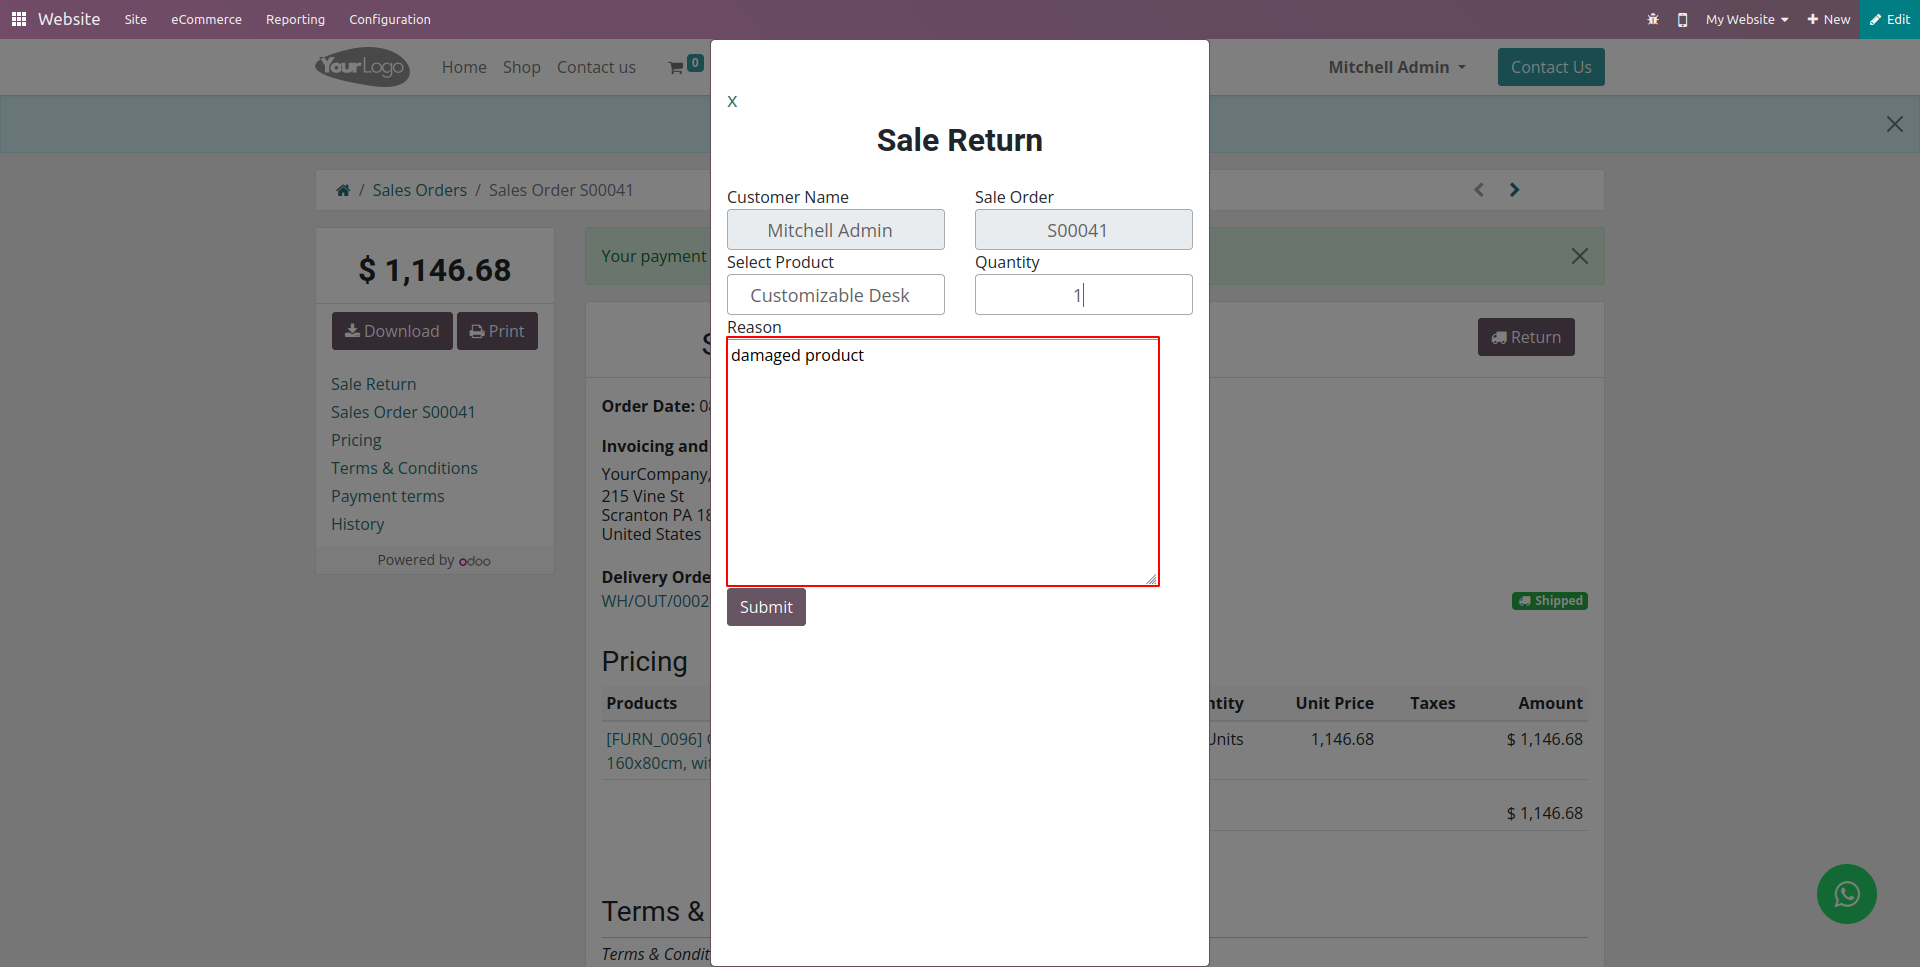 Website Site eCommerce Reporting Configuration My Website New Edit
YourLogo Home Shop Contact us 0 Mitchell Admin Contact Us
X
Sale Return
/ Sales Orders / Sales Order S00041
Customer Name Sale Order
Mitchell Admin S00041
Select Product Quantity
Customizable Desk 1
Reason
damaged product
Submit
$ 1,146.68
Download Print
Sale Return
Sales Order S00041
Pricing
Terms & Conditions
Payment terms
History
Powered by odoo
Your payment
S Return
Order Date: 0
Invoicing and
YourCompany,
215 Vine St
Scranton PA 18
United States
Delivery Orde
WH/OUT/0002 Shipped
Pricing
Products ntity Unit Price Taxes Amount
[FURN_0096] Units 1,146.68 $ 1,146.68
160x80cm, wit
$ 1,146.68
Terms &
Terms & Condit